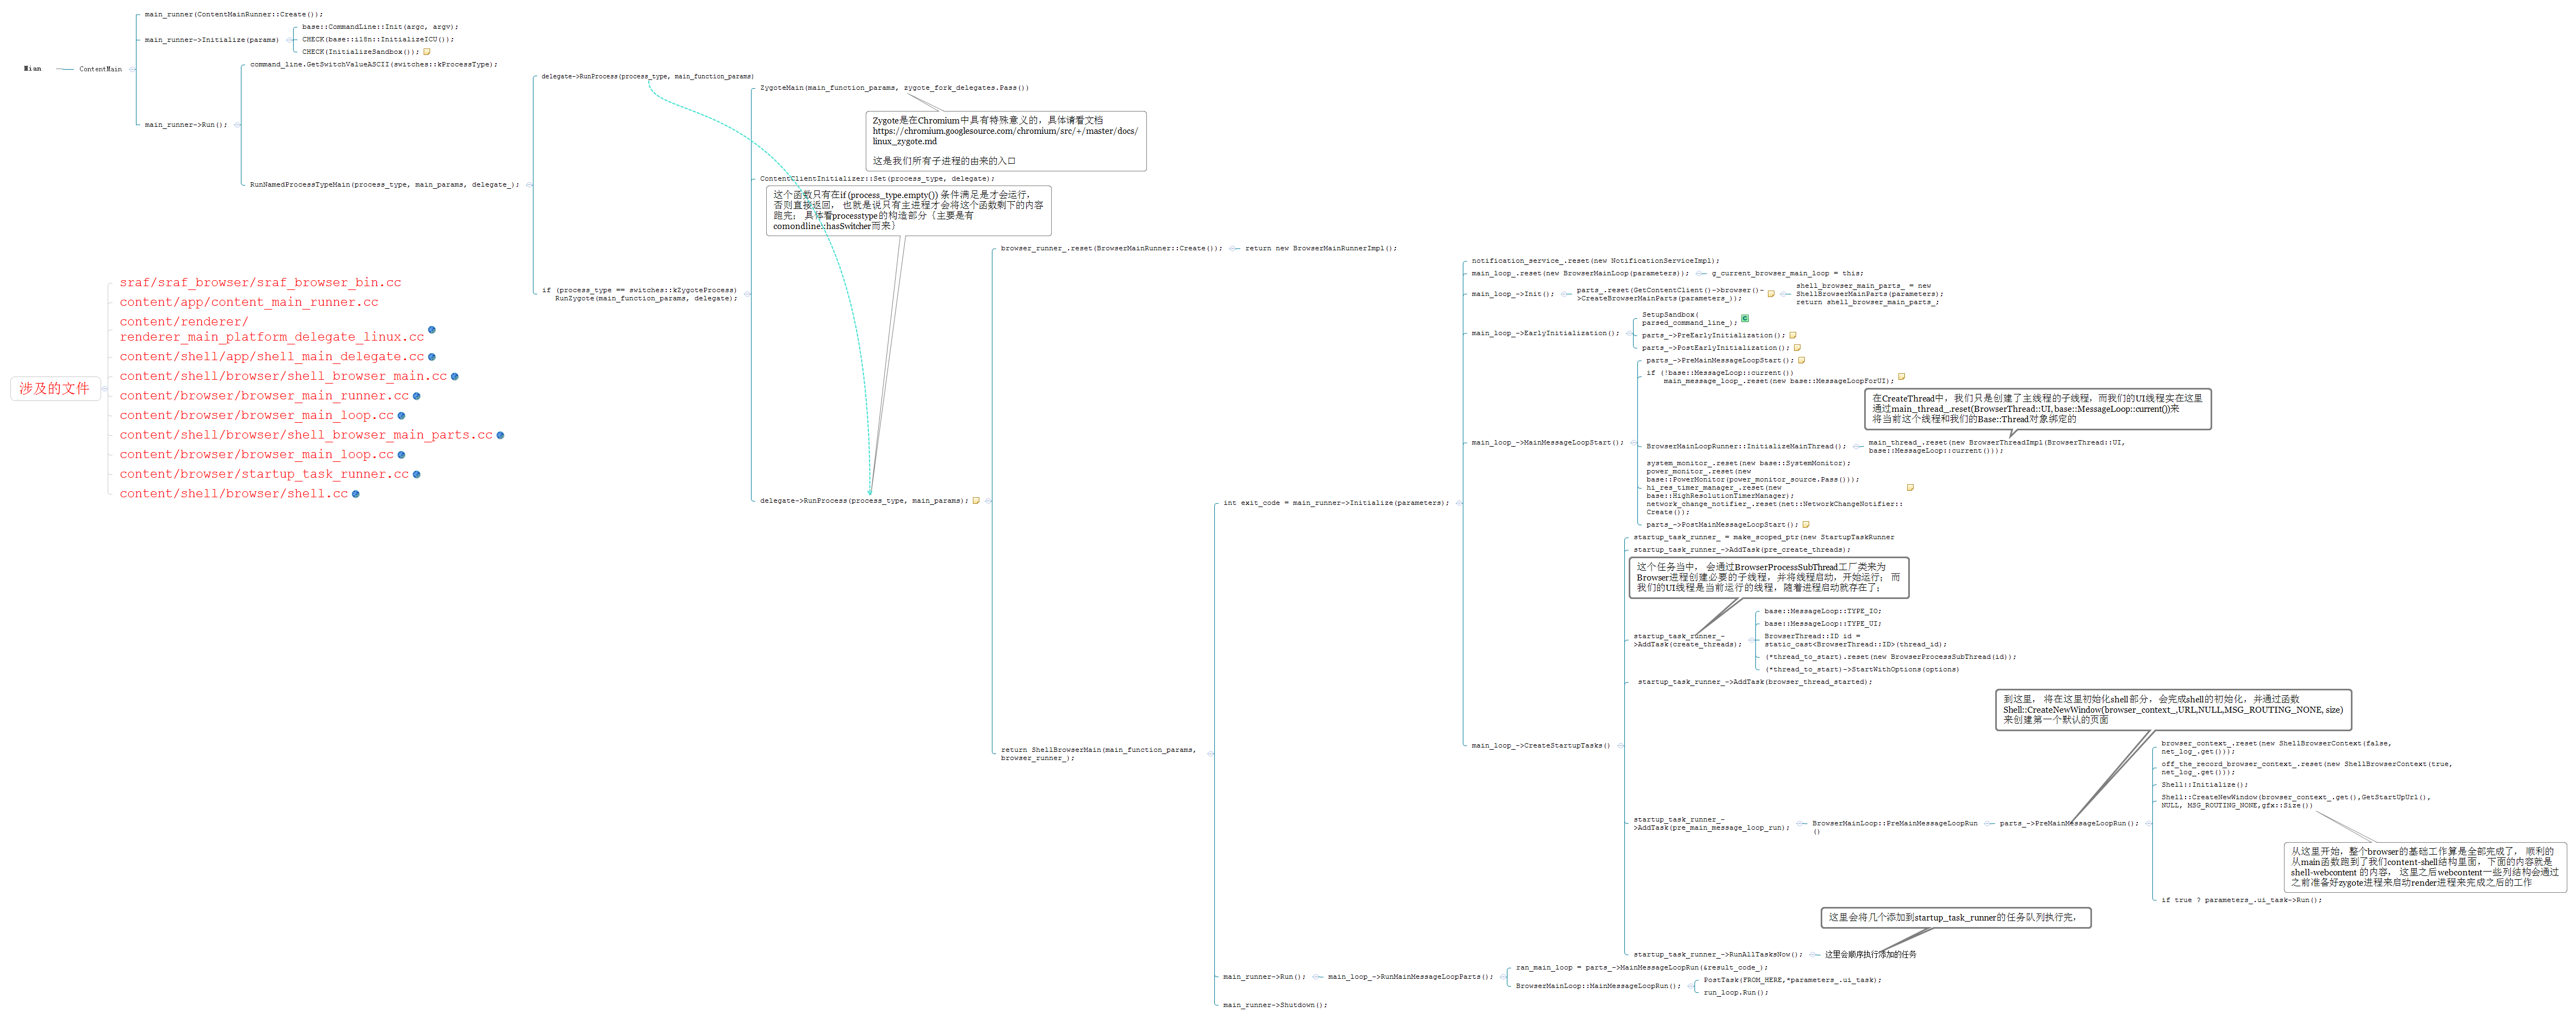 Mian
ContentMain
main_runner(ContentMainRunner::Create());
main_runner->Initialize(params)
base::CommandLine::Init(argc, argv);
CHECK(base::i18n::InitializeICU());
CHECK(InitializeSandbox());
main_runner->Run();
command_line.GetSwitchValueASCII(switches::kProcessType);
RunNamedProcessTypeMain(process_type, main_params, delegate_);
delegate->RunProcess(process_type, main_function_params)
if (process_type == switches::kZygoteProcess)
RunZygote(main_function_params, delegate);
ZygoteMain(main_function_params, zygote_fork_delegates.Pass())
Zygote是在Chromium中具有特殊意义的，具体请看文档
https://chromium.googlesource.com/chromium/src/+/master/docs/
linux_zygote.md
这是我们所有子进程的由来的入口
ContentClientInitializer::Set(process_type, delegate);
这个函数只有在if (process_type.empty()) 条件满足是才会运行，
否则直接返回， 也就是说只有主进程才会将这个函数剩下的内容
跑完； 具体看processtype的构造部分（主要是有
comondline::hasSwitcher而来）
delegate->RunProcess(process_type, main_params);
browser_runner_.reset(BrowserMainRunner::Create());
return new BrowserMainRunnerImpl();
return ShellBrowserMain(main_function_params,
browser_runner_);
int exit_code = main_runner->Initialize(parameters);
notification_service_.reset(new NotificationServiceImpl);
main_loop_.reset(new BrowserMainLoop(parameters));
g_current_browser_main_loop = this;
main_loop_->Init();
parts_.reset(GetContentClient()->browser()-
>CreateBrowserMainParts(parameters_));
shell_browser_main_parts_ = new
ShellBrowserMainParts(parameters);
return shell_browser_main_parts_;
main_loop_->EarlyInitialization();
SetupSandbox(
parsed_command_line_);
parts_->PreEarlyInitialization();
parts_->PostEarlyInitialization();
main_loop_->MainMessageLoopStart();
parts_->PreMainMessageLoopStart();
if (!base::MessageLoop::current())
main_message_loop_.reset(new base::MessageLoopForUI);
在CreateThread中，我们只是创建了主线程的子线程，而我们的UI线程实在这里
通过main_thread_.reset(BrowserThread::UI, base::MessageLoop::current())来
将当前这个线程和我们的Base::Thread对象绑定的
BrowserMainLoopRunner::InitializeMainThread();
main_thread_.reset(new BrowserThreadImpl(BrowserThread::UI,
base::MessageLoop::current()));
system_monitor_.reset(new base::SystemMonitor);
power_monitor_.reset(new
base::PowerMonitor(power_monitor_source.Pass()));
hi_res_timer_manager_.reset(new
base::HighResolutionTimerManager);
network_change_notifier_.reset(net::NetworkChangeNotifier::
Create());
parts_->PostMainMessageLoopStart();
main_loop_->CreateStartupTasks()
startup_task_runner_ = make_scoped_ptr(new StartupTaskRunner
startup_task_runner_->AddTask(pre_create_threads);
这个任务当中， 会通过BrowserProcessSubThread工厂类来为
Browser进程创建必要的子线程，并将线程启动，开始运行； 而
我们的UI线程是当前运行的线程，随着进程启动就存在了；
startup_task_runner_-
>AddTask(create_threads);
base::MessageLoop::TYPE_IO;
base::MessageLoop::TYPE_UI;
BrowserThread::ID id =
static_cast<BrowserThread::ID>(thread_id);
(*thread_to_start).reset(new BrowserProcessSubThread(id));
(*thread_to_start)->StartWithOptions(options)
startup_task_runner_->AddTask(browser_thread_started);
到这里， 将在这里初始化shell部分，会完成shell的初始化，并通过函数
Shell::CreateNewWindow(browser_context_,URL,NULL,MSG_ROUTING_NONE, size)
来创建第一个默认的页面
startup_task_runner_-
>AddTask(pre_main_message_loop_run);
BrowserMainLoop::PreMainMessageLoopRun
()
parts_->PreMainMessageLoopRun();
browser_context_.reset(new ShellBrowserContext(false,
net_log_.get()));
off_the_record_browser_context_.reset(new ShellBrowserContext(true,
net_log_.get()));
Shell::Initialize();
Shell::CreateNewWindow(browser_context_.get(),GetStartUpUrl(),
NULL, MSG_ROUTING_NONE,gfx::Size())
从这里开始，整个browser的基础工作算是全部完成了， 顺利的
从main函数跑到了我们content-shell结构里面，下面的内容就是
shell-webcontent 的内容， 这里之后webcontent一些列结构会通过
之前准备好zygote进程来启动render进程来完成之后的工作
if true ? parameters_.ui_task->Run();
这里会将几个添加到startup_task_runner的任务队列执行完，
startup_task_runner_->RunAllTasksNow();
这里会顺序执行添加的任务
main_runner->Run();
main_loop_->RunMainMessageLoopParts();
ran_main_loop = parts_->MainMessageLoopRun(&result_code_);
BrowserMainLoop::MainMessageLoopRun();
PostTask(FROM_HERE,*parameters_.ui_task);
run_loop.Run();
main_runner->Shutdown();
涉及的文件
sraf/sraf_browser/sraf_browser_bin.cc
content/app/content_main_runner.cc
content/renderer/
renderer_main_platform_delegate_linux.cc
content/shell/app/shell_main_delegate.cc
content/shell/browser/shell_browser_main.cc
content/browser/browser_main_runner.cc
content/browser/browser_main_loop.cc
content/shell/browser/shell_browser_main_parts.cc
content/browser/browser_main_loop.cc
content/browser/startup_task_runner.cc
content/shell/browser/shell.cc